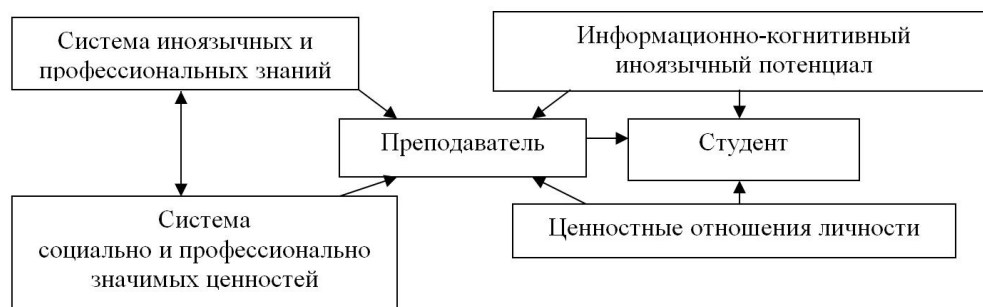 Система иноязычных и
профессиональных знаний
Информационно-когнитивный
иноязычный потенциал
Преподаватель
Студент
Система
социально и профессионально
значимых ценностей
Ценностные отношения личности